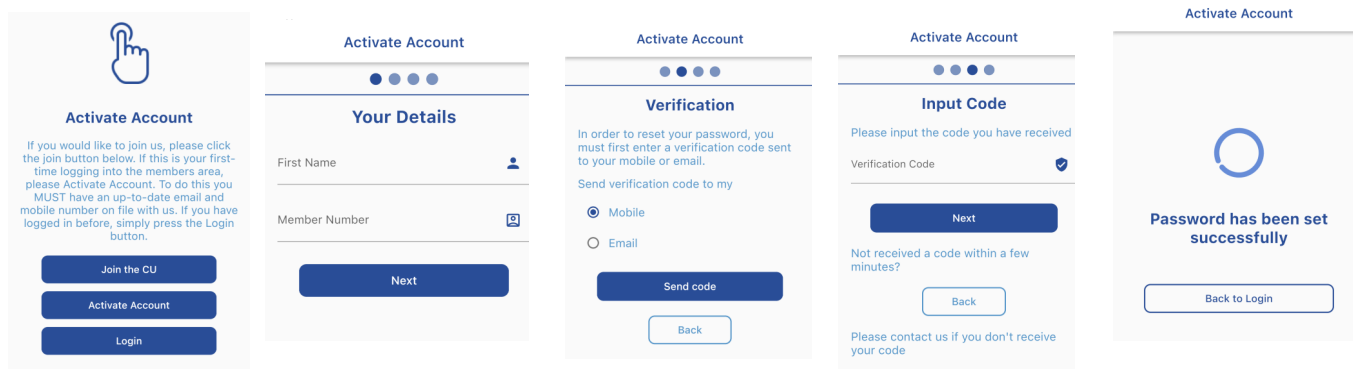 Activate Account
If you would like to join us, please click
the join button below. If this is your first-
time logging into the members area,
please Activate Account. To do this you
MUST have an up-to-date email and
mobile number on file with us. If you have
logged in before, simply press the Login
button.
Join the CU
Activate Account
Login
Activate Account
Your Details
First Name
Member Number
Next
Activate Account
Verification
In order to reset your password, you
must first enter a verification code sent
to your mobile or email.
Send verification code to my
Mobile
Email
Send code
Back
Activate Account
Input Code
Please input the code you have received
Verification Code
Next
Not received a code within a few
minutes?
Back
Please contact us if you don't receive
your code
Activate Account
Password has been set
successfully
Back to Login